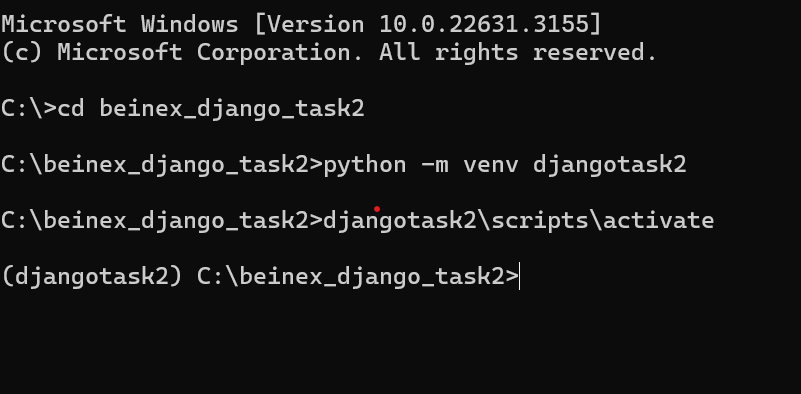 Microsoft Windows [Version 10.0.22631.3155]
(c) Microsoft Corporation. All rights reserved.
C:\>cd beinex_django_task2
C:\beinex_django_task2>python -m venv djangotask2
C:\beinex_django_task2>djangotask2\scripts\activate
(djangotask2) C:\beinex_django_task2>